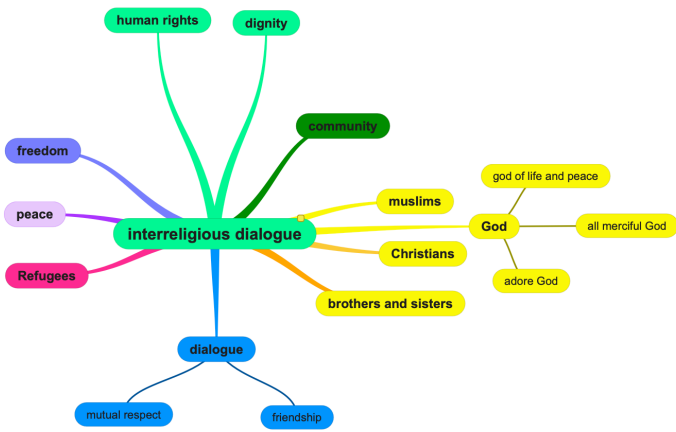 human rights
dignity
community
freedom
god of life and peace
muslims
peace
interreligious dialogue
God
all merciful God
Christians
Refugees
adore God
brothers and sisters
dialogue
mutual respect
friendship